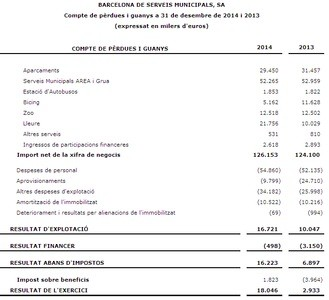 BARCELONA DE SERVEIS MUNICIPALS, SA
Compte de pèrdues i guanys a 31 de desembre de 2014 i 2013
(expressat en milers d'euros)
COMPTE DE PÈRDUES I GUANYS 2014 2013
Aparcaments 29.450 31.457
Serveis Municipals AREA i Grua 52.265 52.959
Estació d'Autobusos 1.853 1.822
Bicing 5.162 11.628
Zoo 12.518 12.502
Lleure 21.756 10.029
Altres serveis 531 810
Ingressos de participacions financeres 2.618 2.893
Import net de la xifra de negocis 126.153 124.100
Despeses de personal (54.860) (52.135)
Aprovisionaments (9.799) (24.710)
Altres despeses d'explotació (34.182) (25.998)
Amortització de l'immobilitzat (10.522) (10.216)
Deteriorament i resultats per alienacions de l'immobilitzat (69) (994)
RESULTAT D'EXPLOTACIÓ 16.721 10.047
RESULTAT FINANCER (498) (3.150)
RESULTAT ABANS D'IMPOSTOS 16.223 6.897
Impost sobre beneficis 1.823 (3.964)
RESULTAT DE L'EXERCICI 18.046 2.933